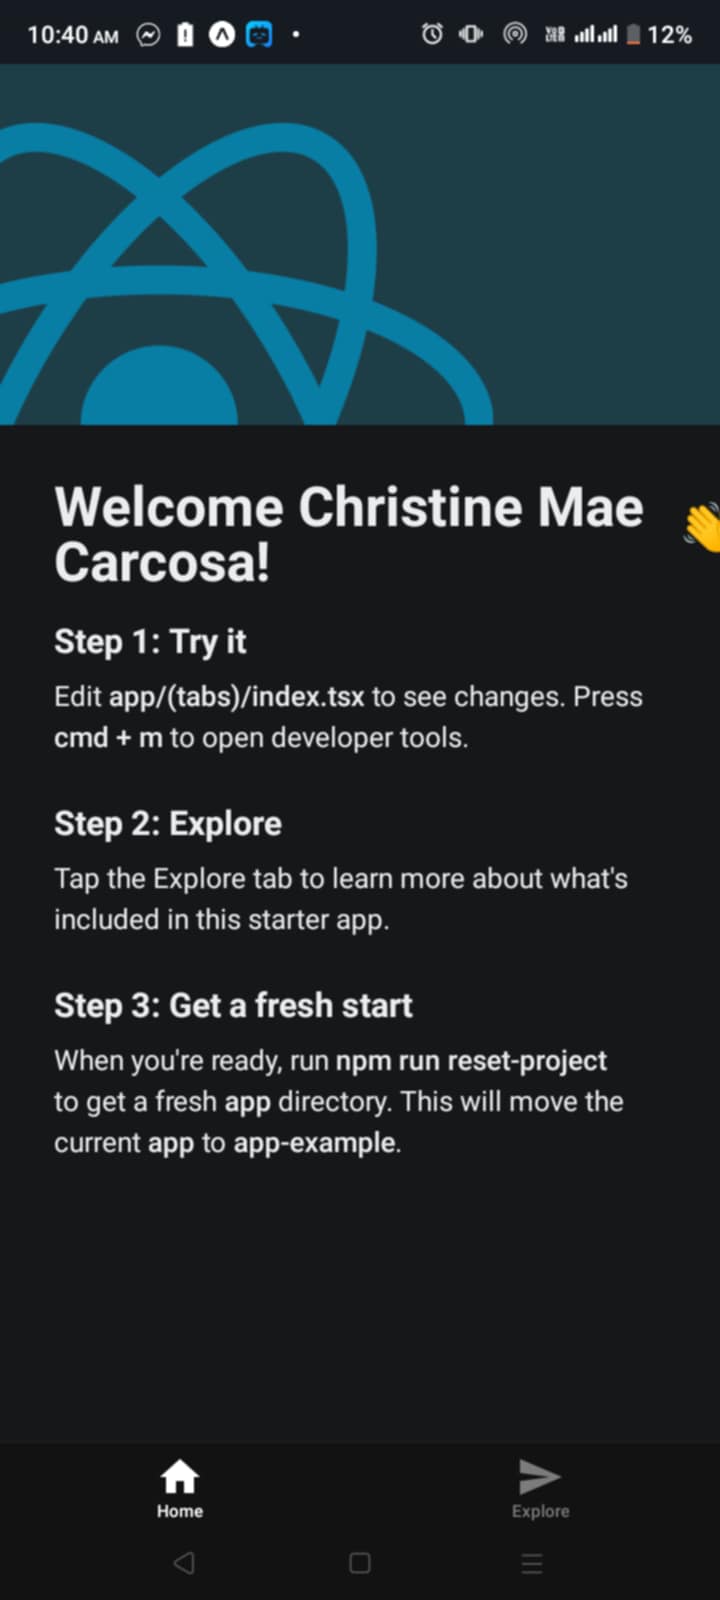 10:40 AM
12%
Welcome Christine Mae
Carcosa!
Step 1: Try it
Edit app/(tabs)/index.tsx to see changes. Press
cmd + m to open developer tools.
Step 2: Explore
Tap the Explore tab to learn more about what's
included in this starter app.
Step 3: Get a fresh start
When you're ready, run npm run reset-project
to get a fresh app directory. This will move the
current app to app-example.
Home
Explore